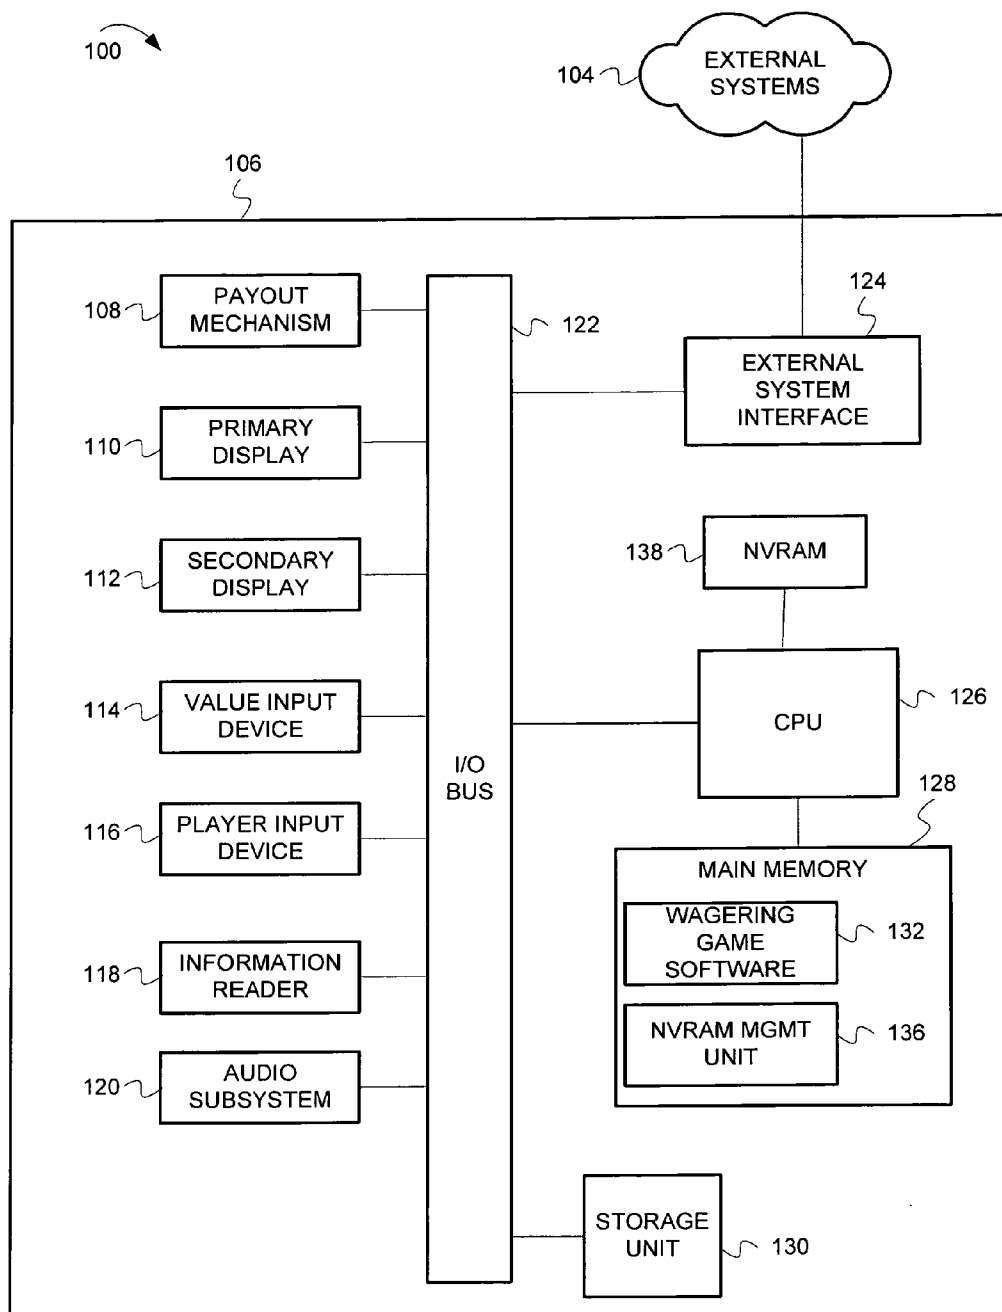 100
EXTERNAL
SYSTEMS
104
106
PAYOUT
MECHANISM
108
122
124
EXTERNAL
SYSTEM
INTERFACE
PRIMARY
DISPLAY
110
SECONDARY
DISPLAY
112
138
NVRAM
VALUE INPUT
DEVICE
114
CPU
126
I/O
BUS
PLAYER INPUT
DEVICE
116
128
MAIN MEMORY
WAGERING
GAME
SOFTWARE
132
INFORMATION
READER
118
NVRAM MGMT
UNIT
136
AUDIO
SUBSYSTEM
120
STORAGE
UNIT
130